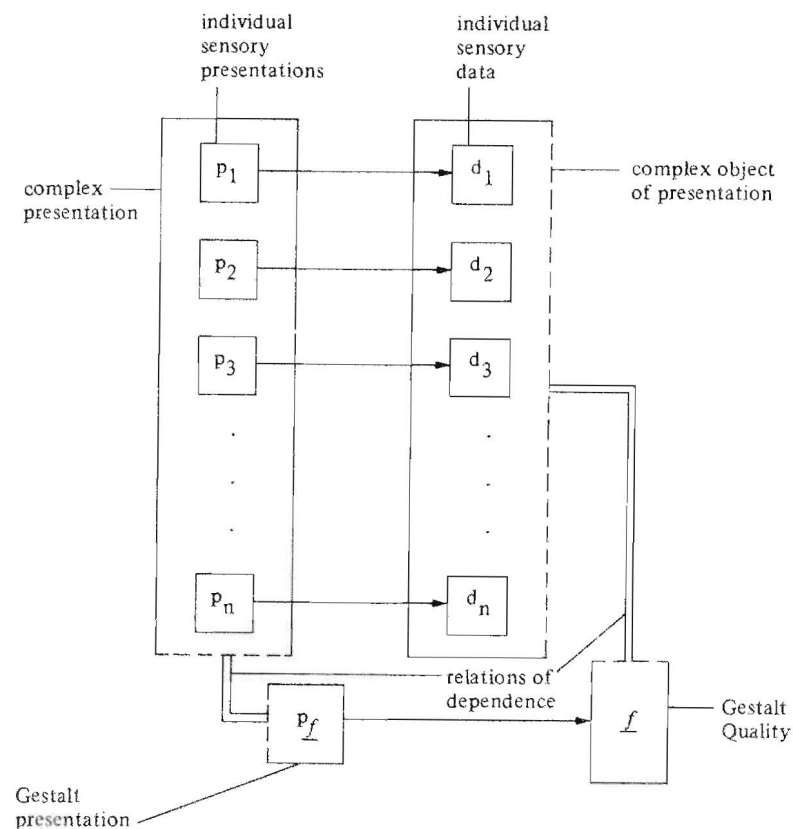 individual
sensory
presentations
individual
sensory
data
complex
presentation
complex object
of presentation
p1
d1
p2
d2
p3
d3
.
.
.
.
.
.
pn
dn
relations of
dependence
pf
f
Gestalt
Quality
Gestalt
presentation